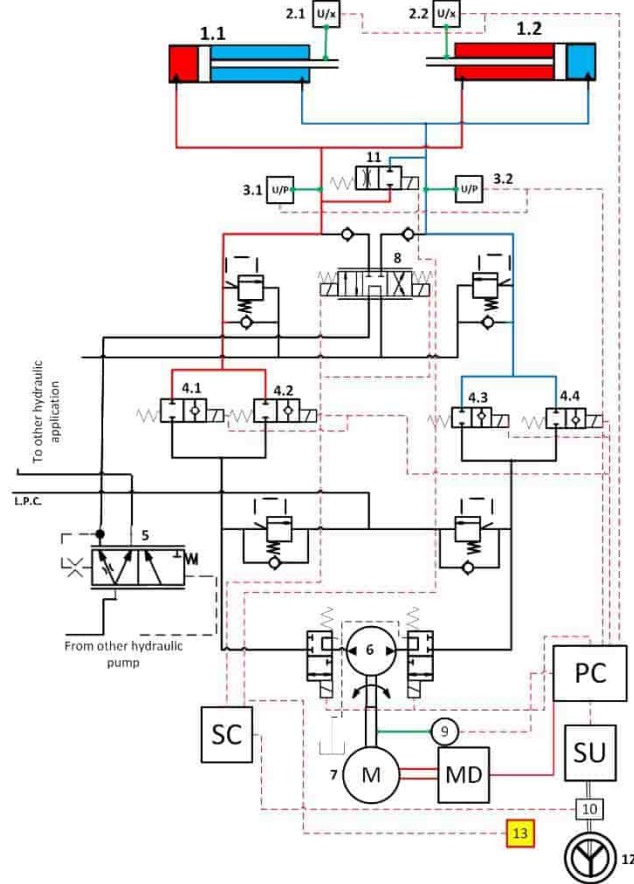 2.1 U/x 2.2 U/x
1.1 1.2
11
3.1 U/P U/P 3.2
8
4.1 4.2 4.3 4.4
To other hydraulic
application
L.P.C.
5
From other hydraulic
pump
6
PC
SC 9 SU
7 M MD
10
13
12